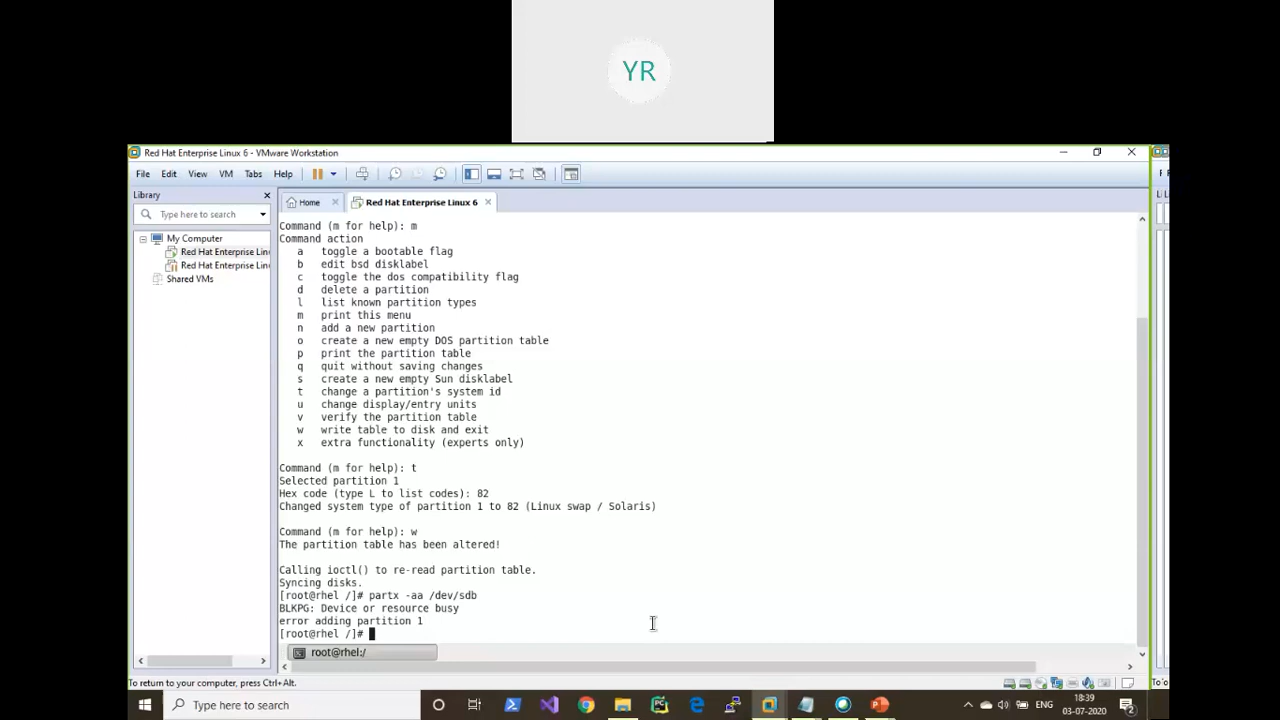 YR
Red Hat Enterprise Linux 6 - VMware Workstation
File Edit View VM Tabs Help
Library
Type here to search
My Computer
Red Hat Enterprise Lin
Red Hat Enterprise Lin
Shared VMs
Home
Red Hat Enterprise Linux 6
Command (m for help): m
Command action
a toggle a bootable flag
b edit bsd disklabel
c toggle the dos compatibility flag
d delete a partition
l list known partition types
m print this menu
n add a new partition
o create a new empty DOS partition table
p print the partition table
q quit without saving changes
s create a new empty Sun disklabel
t change a partition's system id
u change display/entry units
v verify the partition table
w write table to disk and exit
x extra functionality (experts only)
Command (m for help): t
Selected partition 1
Hex code (type L to list codes): 82
Changed system type of partition 1 to 82 (Linux swap / Solaris)
Command (m for help): w
The partition table has been altered!
Calling ioctl() to re-read partition table.
Syncing disks.
[root@rhel /]# partx -aa /dev/sdb
BLKPG: Device or resource busy
error adding partition 1
[root@rhel /]#
root@rhel:/
To return to your computer, press Ctrl+Alt.
Type here to search
ENG
18:39
03-07-2020
2